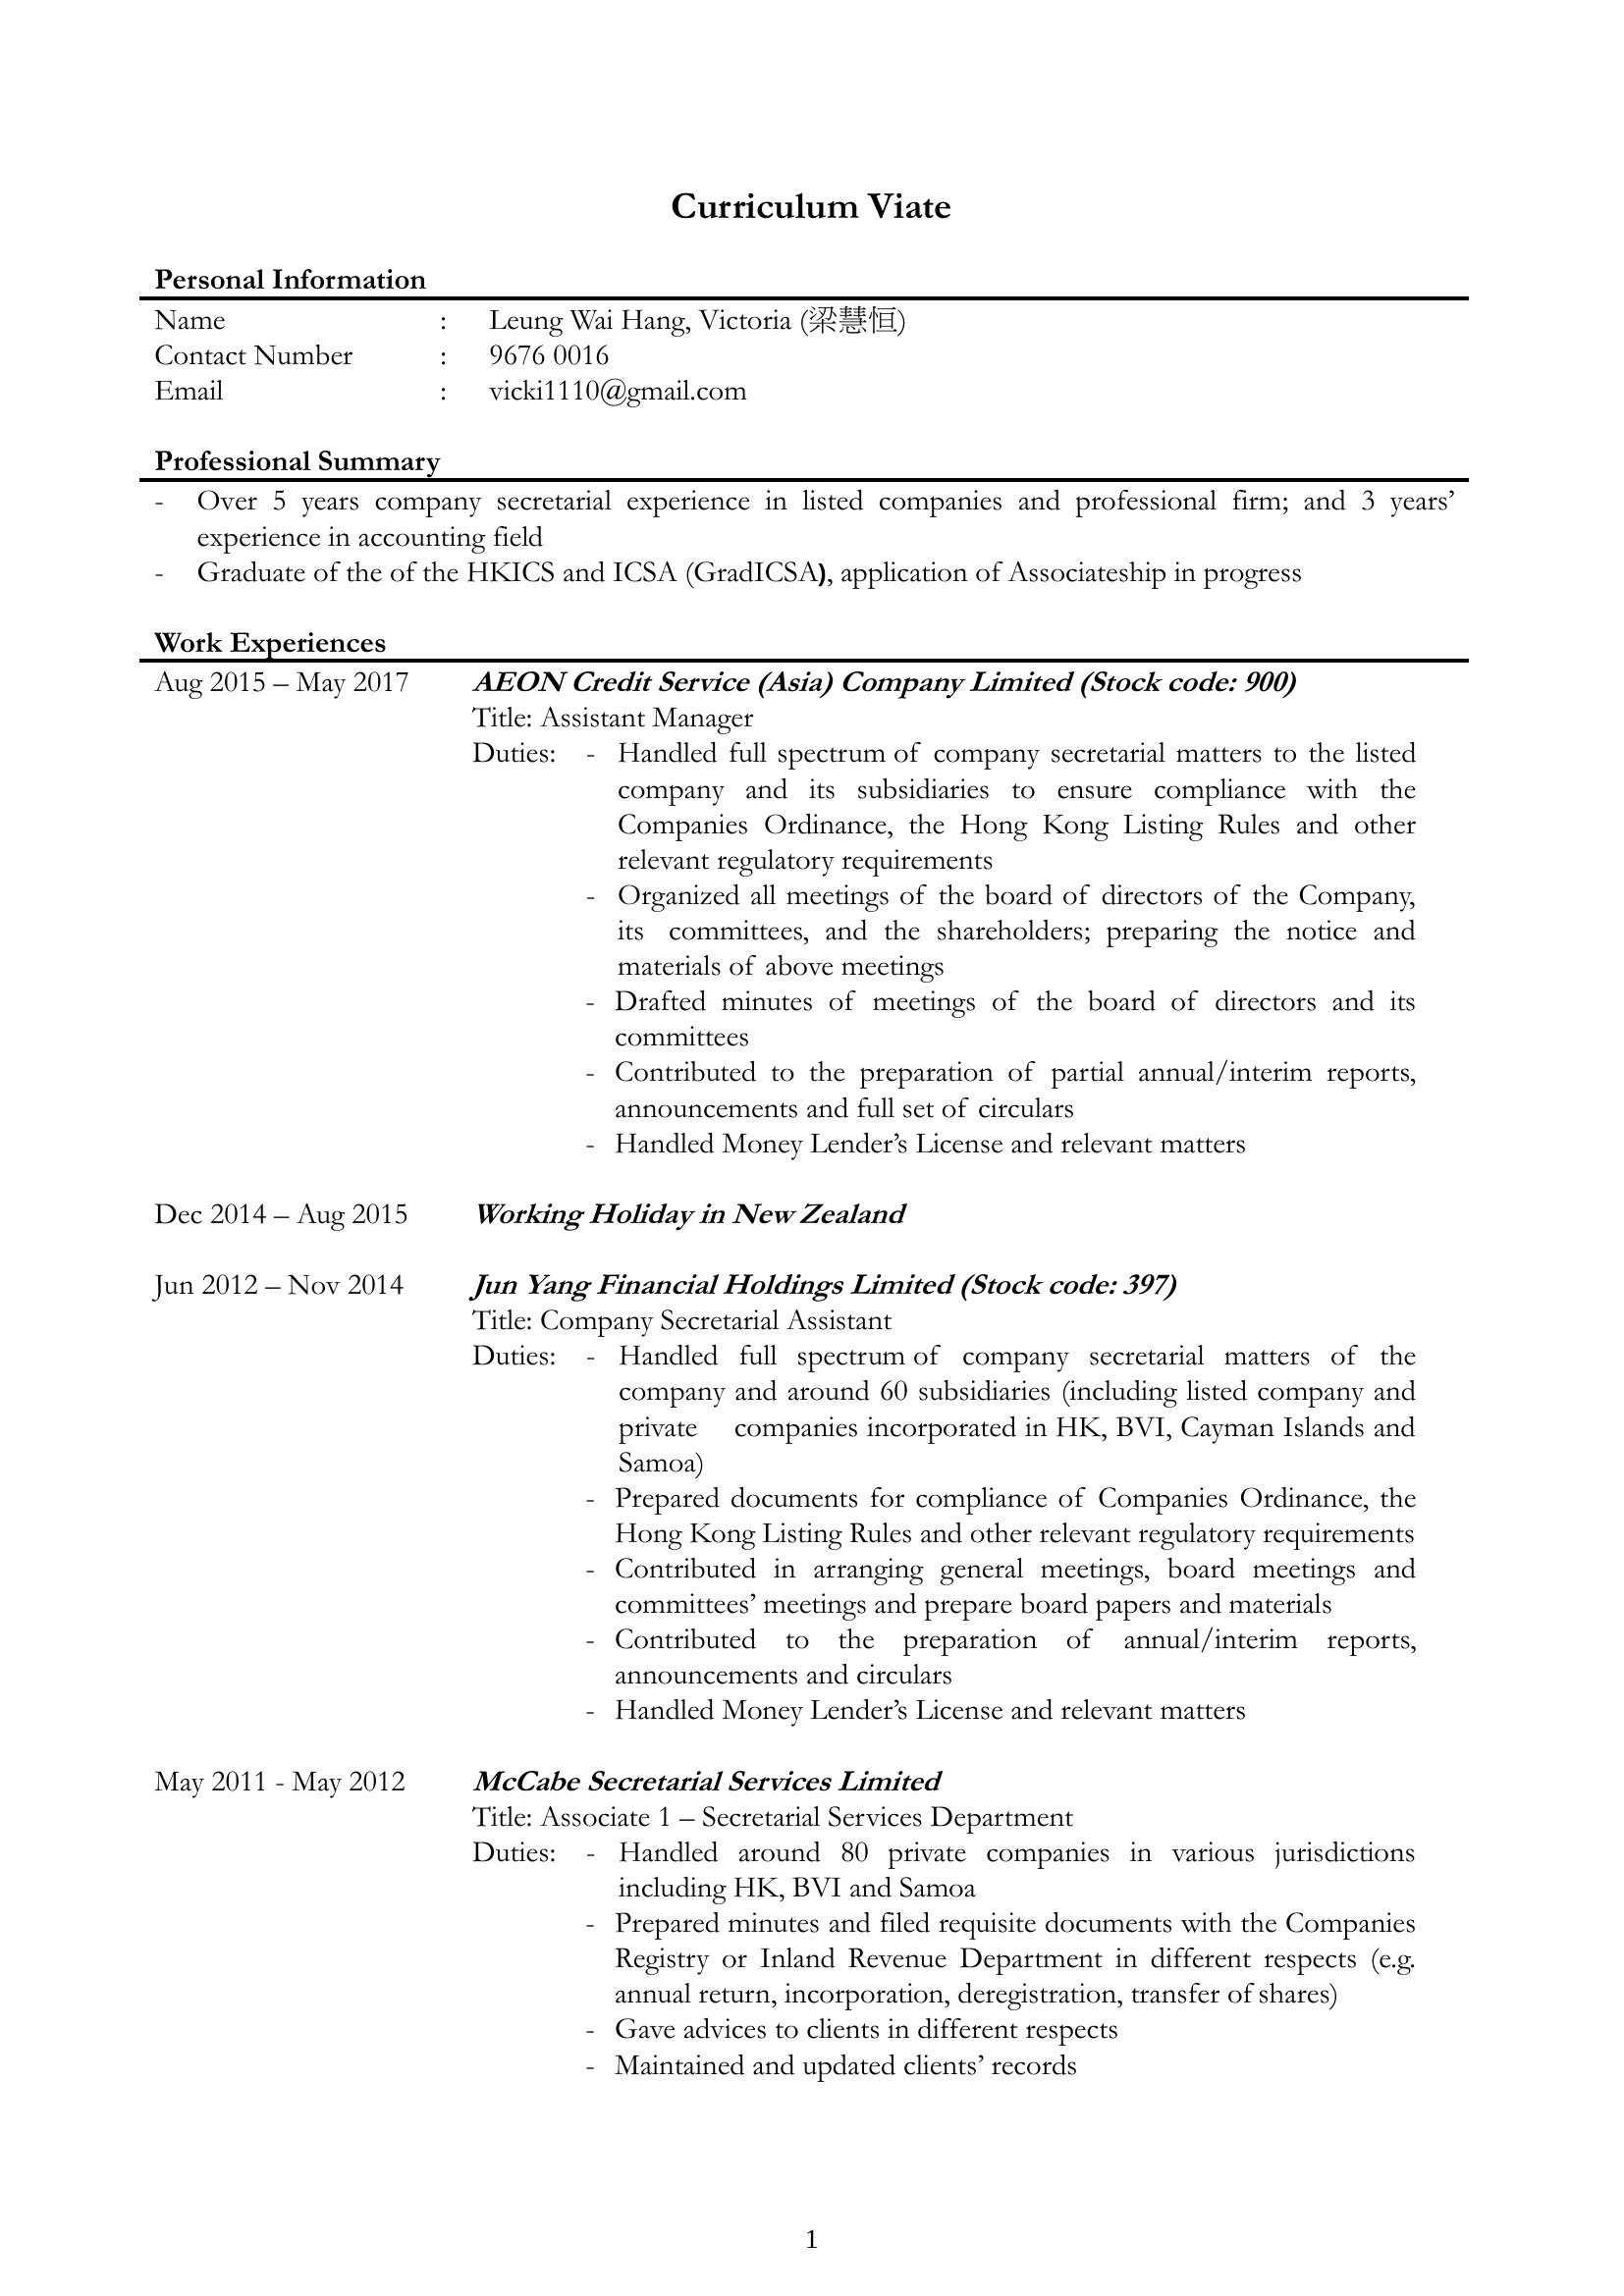 Curriculum Viate
Personal Information
Name : Leung Wai Hang, Victoria (梁慧恒)
Contact Number : 9676 0016
Email : vicki1110@gmail.com
Professional Summary
- Over 5 years company secretarial experience in listed companies and professional firm; and 3 years’
experience in accounting field
- Graduate of the of the HKICS and ICSA (GradICSA), application of Associateship in progress
Work Experiences
Aug 2015 – May 2017 AEON Credit Service (Asia) Company Limited (Stock code: 900)
Title: Assistant Manager
Duties: - Handled full spectrum of company secretarial matters to the listed
company and its subsidiaries to ensure compliance with the
Companies Ordinance, the Hong Kong Listing Rules and other
relevant regulatory requirements
- Organized all meetings of the board of directors of the Company,
its committees, and the shareholders; preparing the notice and
materials of above meetings
- Drafted minutes of meetings of the board of directors and its
committees
- Contributed to the preparation of partial annual/interim reports,
announcements and full set of circulars
- Handled Money Lender’s License and relevant matters
Dec 2014 – Aug 2015 Working Holiday in New Zealand
Jun 2012 – Nov 2014 Jun Yang Financial Holdings Limited (Stock code: 397)
Title: Company Secretarial Assistant
Duties: - Handled full spectrum of company secretarial matters of the
company and around 60 subsidiaries (including listed company and
private companies incorporated in HK, BVI, Cayman Islands and
Samoa)
- Prepared documents for compliance of Companies Ordinance, the
Hong Kong Listing Rules and other relevant regulatory requirements
- Contributed in arranging general meetings, board meetings and
committees’ meetings and prepare board papers and materials
- Contributed to the preparation of annual/interim reports,
announcements and circulars
- Handled Money Lender’s License and relevant matters
May 2011 - May 2012 McCabe Secretarial Services Limited
Title: Associate 1 – Secretarial Services Department
Duties: - Handled around 80 private companies in various jurisdictions
including HK, BVI and Samoa
- Prepared minutes and filed requisite documents with the Companies
Registry or Inland Revenue Department in different respects (e.g.
annual return, incorporation, deregistration, transfer of shares)
- Gave advices to clients in different respects
- Maintained and updated clients’ records
1